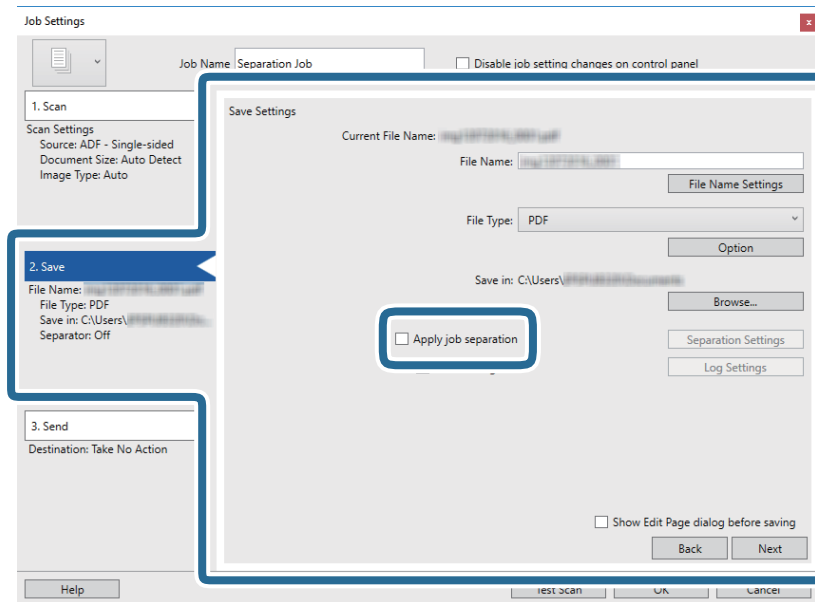 Job Settings
x
Job Name Separation Job
Disable job setting changes on control panel
1. Scan
Scan Settings
Source: ADF - Single-sided
Document Size: Auto Detect
Image Type: Auto
2. Save
File Name:
File Type: PDF
Save in: C:\Users\
Separator: Off
3. Send
Destination: Take No Action
Save Settings
Current File Name:
File Name:
File Name Settings
File Type: PDF
Option
Save in: C:\Users\
Browse...
Apply job separation
Separation Settings
Log Settings
Show Edit Page dialog before saving
Back Next
Help
Test Scan OK Cancel